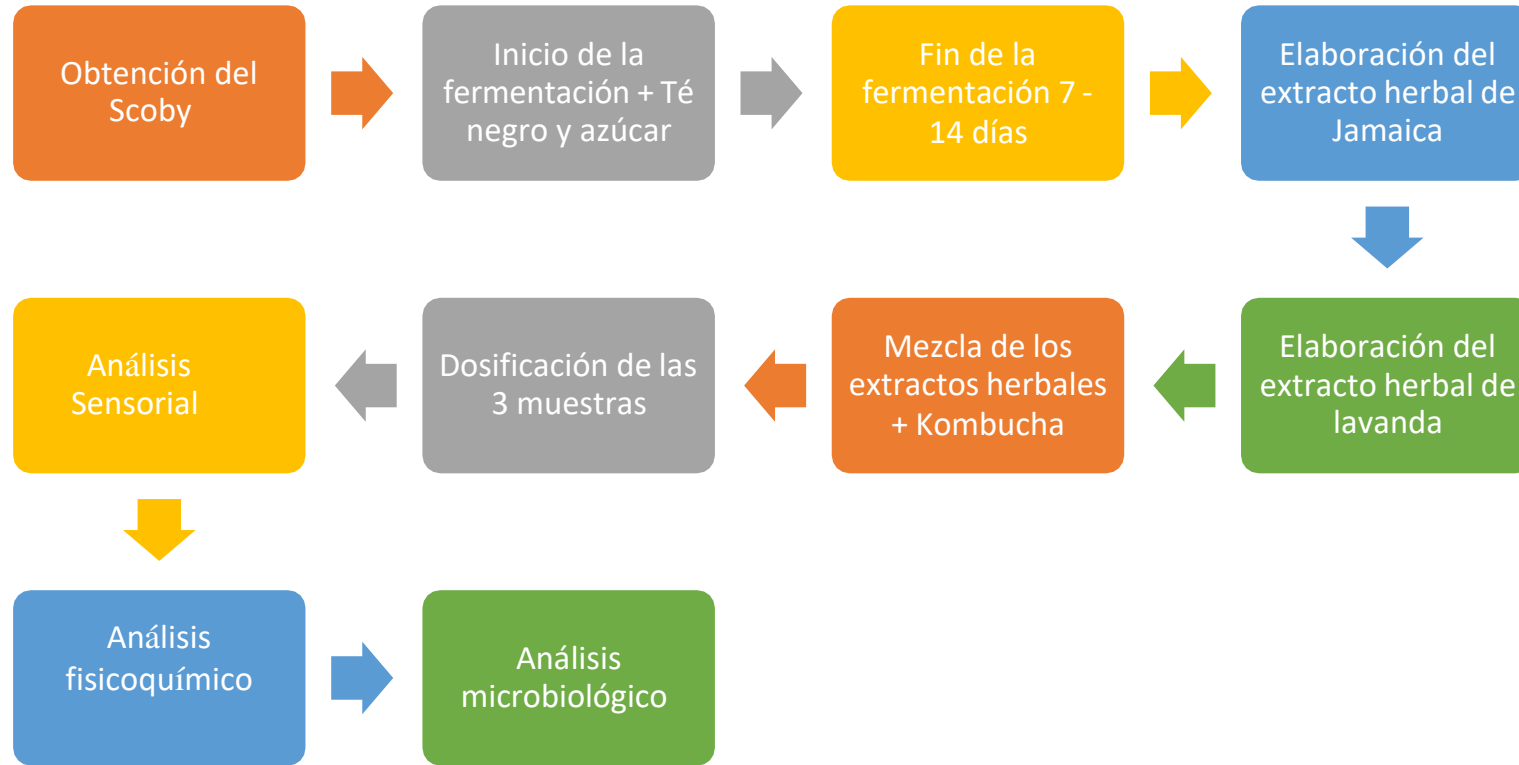 Obtención del
Scoby
Inicio de la
fermentación + Té
negro y azúcar
Fin de la
fermentación 7 -
14 días
Elaboración del
extracto herbal de
Jamaica
Elaboración del
extracto herbal de
lavanda
Mezcla de los
extractos herbales
+ Kombucha
Dosificación de las
3 muestras
Análisis
Sensorial
Análisis
fisicoquímico
Análisis
microbiológico